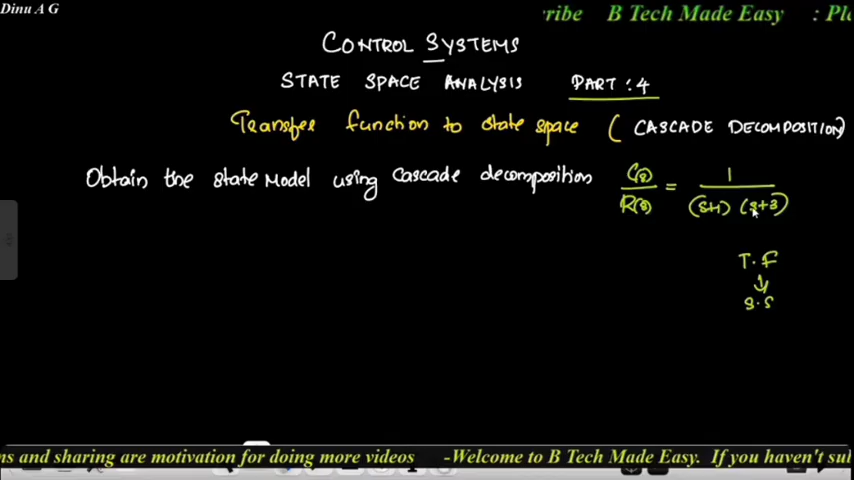 Dinu A G
ribe B Tech Made Easy : Ple
CONTROL SYSTEMS
STATE SPACE ANALYSIS PART : 4
Transfer function to state space ( CASCADE DECOMPOSITION)
Obtain the state Model using Cascade decomposition C(s)/R(s) = 1/(s+1) (s+3)
T.F
↓
S.S
ns and sharing are motivation for doing more videos -Welcome to B Tech Made Easy. If you haven't sul